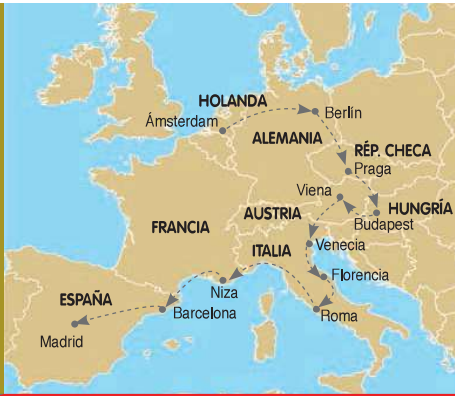 HOLANDA
Ámsterdam
Berlín
ALEMANIA
RÉP. CHECA
Praga
Viena
HUNGRÍA
AUSTRIA
Budapest
FRANCIA
ITALIA
Venecia
Florencia
Niza
ESPAÑA
Barcelona
Roma
Madrid